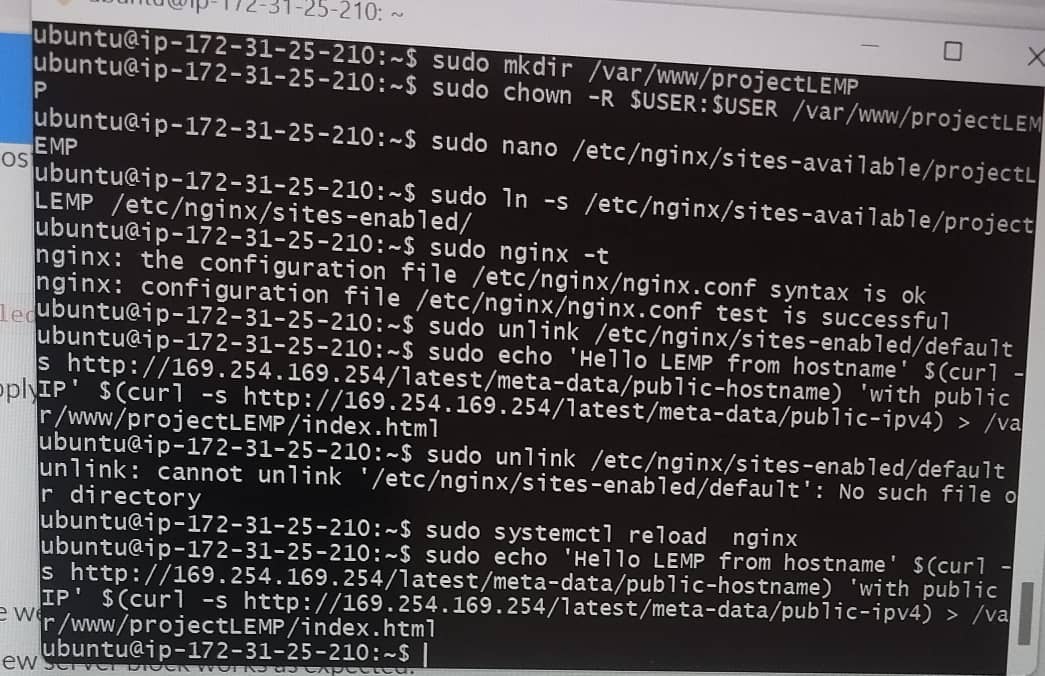 ubuntu@ip-172-31-25-210: ~
ubuntu@ip-172-31-25-210:~$ sudo mkdir /var/www/projectLEMP
ubuntu@ip-172-31-25-210:~$ sudo chown -R $USER:$USER /var/www/projectLEM
P
ubuntu@ip-172-31-25-210:~$ sudo nano /etc/nginx/sites-available/projectL
EMP
ubuntu@ip-172-31-25-210:~$ sudo ln -s /etc/nginx/sites-available/project
LEMP /etc/nginx/sites-enabled/
ubuntu@ip-172-31-25-210:~$ sudo nginx -t
nginx: the configuration file /etc/nginx/nginx.conf syntax is ok
nginx: configuration file /etc/nginx/nginx.conf test is successful
ubuntu@ip-172-31-25-210:~$ sudo unlink /etc/nginx/sites-enabled/default
ubuntu@ip-172-31-25-210:~$ sudo echo 'Hello LEMP from hostname' $(curl -
s http://169.254.169.254/latest/meta-data/public-hostname) 'with public
IP' $(curl -s http://169.254.169.254/latest/meta-data/public-ipv4) > /va
r/www/projectLEMP/index.html
ubuntu@ip-172-31-25-210:~$ sudo unlink /etc/nginx/sites-enabled/default
unlink: cannot unlink '/etc/nginx/sites-enabled/default': No such file o
r directory
ubuntu@ip-172-31-25-210:~$ sudo systemctl reload  nginx
ubuntu@ip-172-31-25-210:~$ sudo echo 'Hello LEMP from hostname' $(curl -
s http://169.254.169.254/latest/meta-data/public-hostname) 'with public
IP' $(curl -s http://169.254.169.254/latest/meta-data/public-ipv4) > /va
r/www/projectLEMP/index.html
ubuntu@ip-172-31-25-210:~$